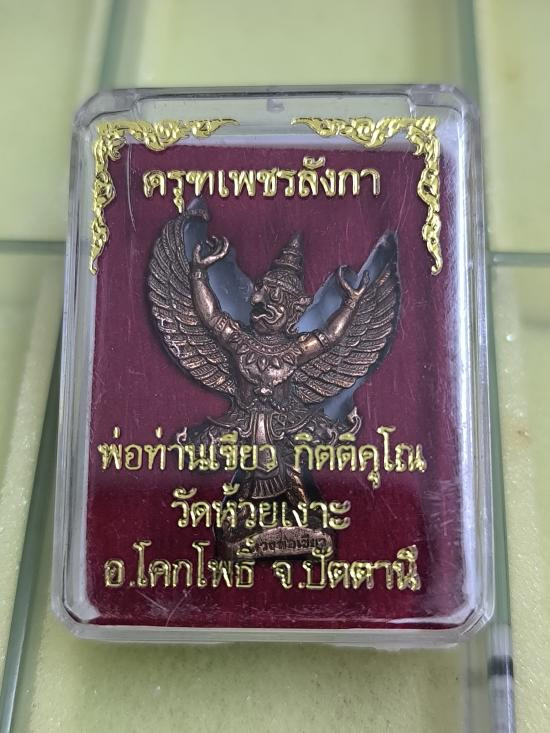 ครุฑเพชรลังกา
พ่อท่านเขียว กิตติคุโณ
วัดห้วยเงาะ
อ.โคกโพธิ์ จ.ปัตตานี